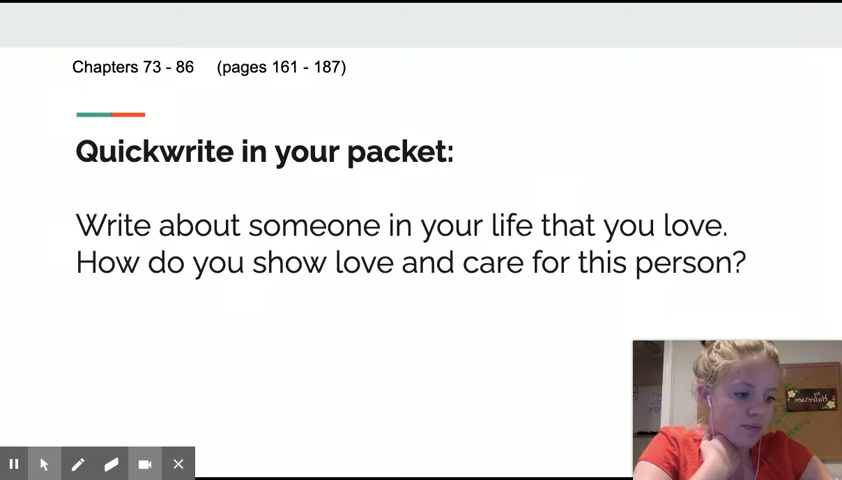 Chapters 73 - 86 (pages 161 - 187)
Quickwrite in your packet:
Write about someone in your life that you love.
How do you show love and care for this person?